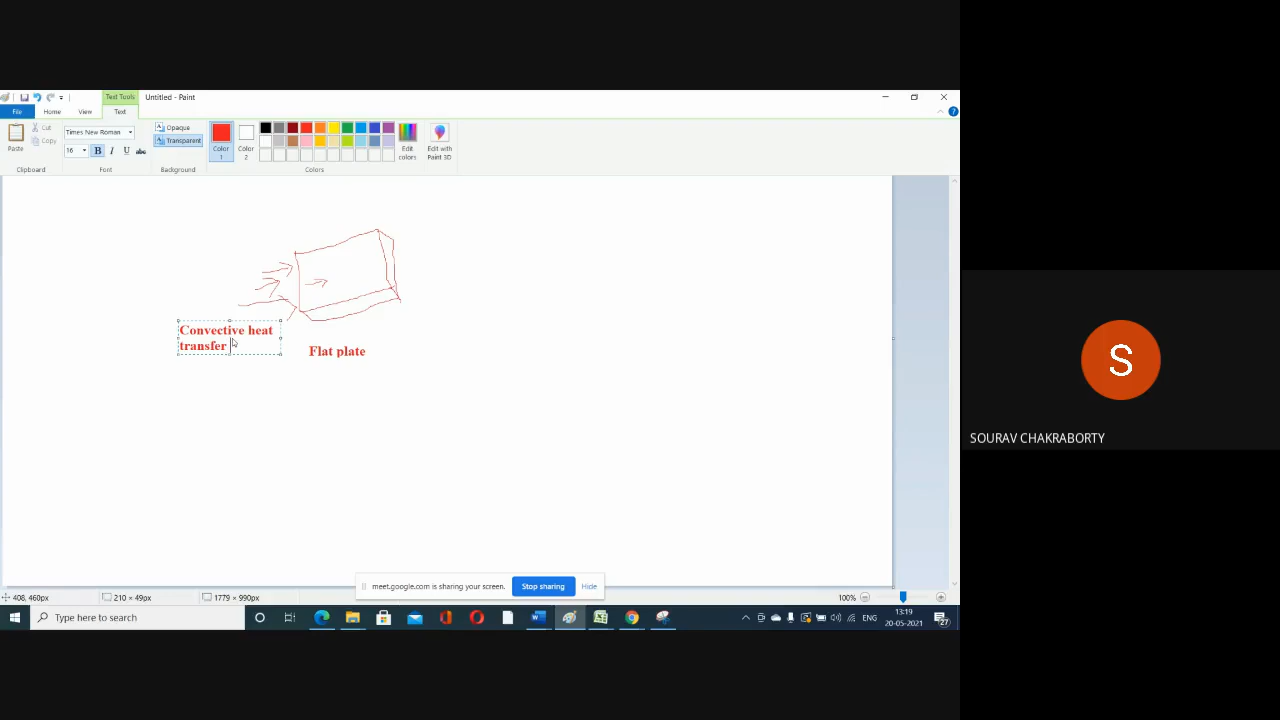 Text Tools
Untitled - Paint
File
Home
View
Text
Paste
Cut
Copy
Clipboard
Times New Roman
16
B I U abc
Font
Opaque
Transparent
Background
Color 1
Color 2
Edit colors
Edit with Paint 3D
Colors
Convective heat
transfer
Flat plate
S
SOURAV CHAKRABORTY
meet.google.com is sharing your screen.
Stop sharing
Hide
408, 460px
210 × 49px
1779 × 990px
100%
Type here to search
ENG
13:19
20-05-2021
27